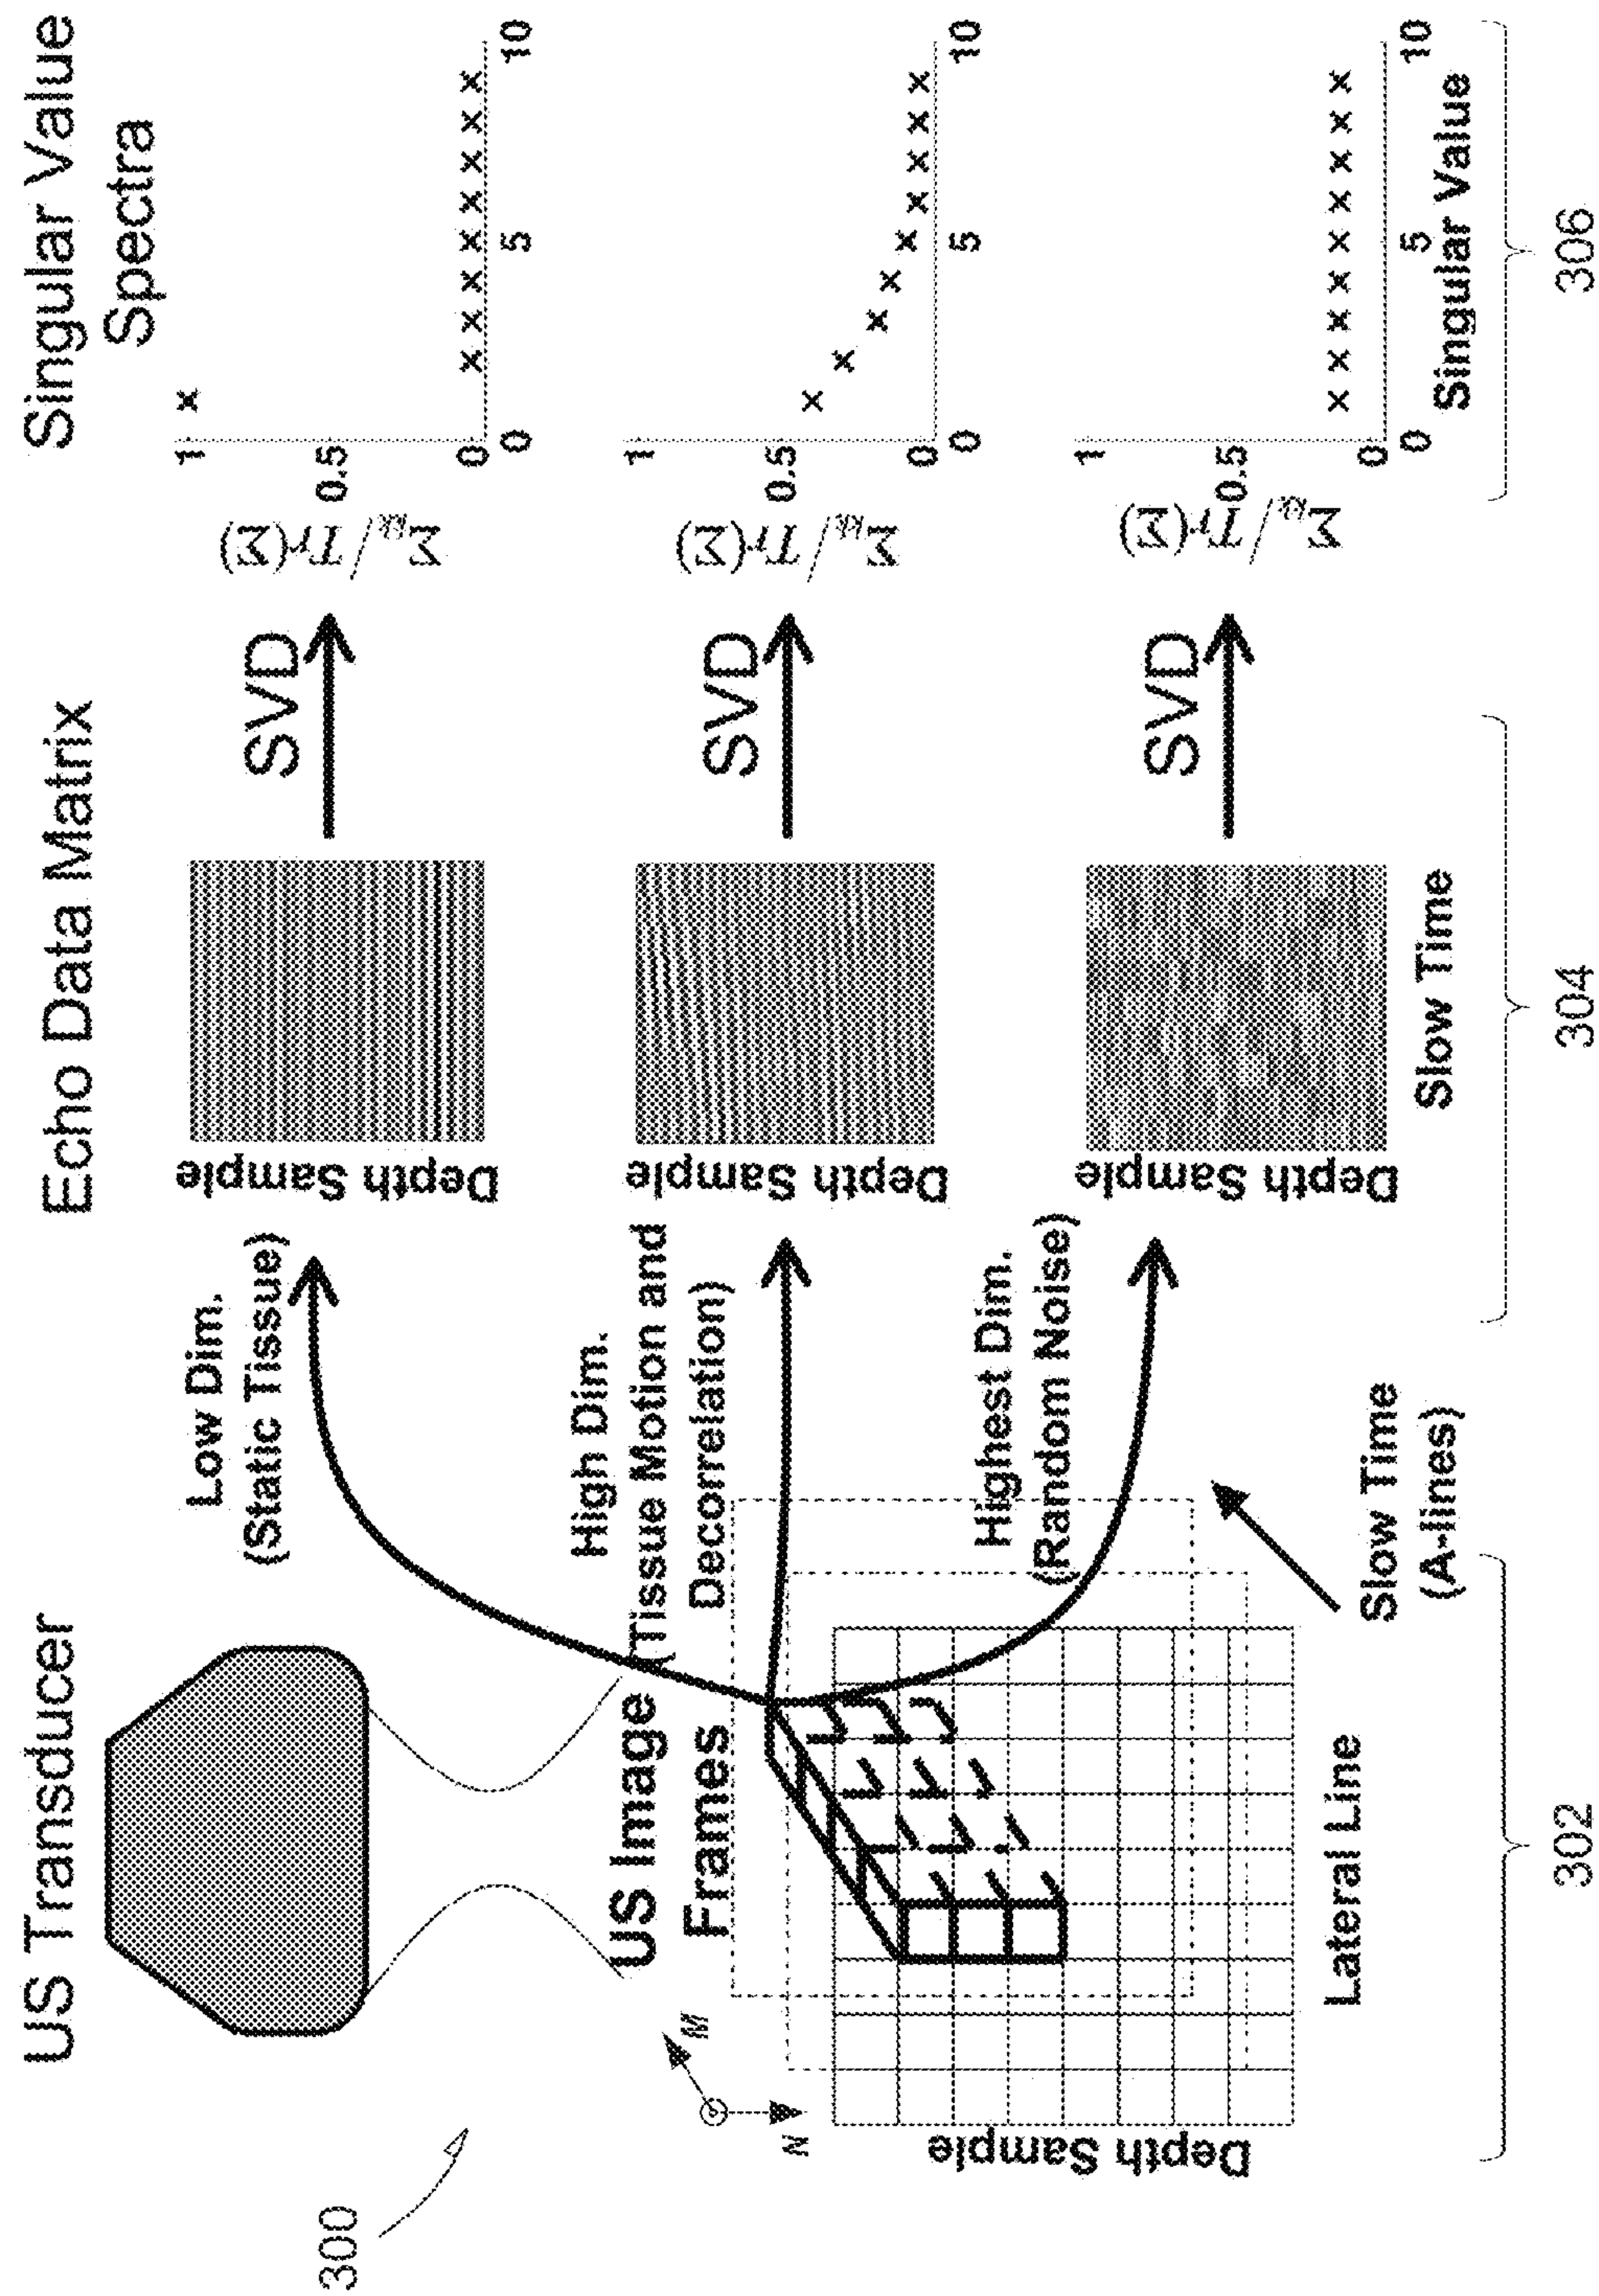 300
US Transducer
Echo Data Matrix
Singular Value
Spectra
Low Dim.
(Static Tissue)
Depth Sample
SVD
Σkk/Tr(Σ)
1
0.5
0
0
5
10
US Image
Frames
High Dim.
(Tissue Motion and
Decorrelation)
Depth Sample
SVD
Σkk/Tr(Σ)
1
0.5
0
0
5
10
M
N
Depth Sample
Lateral Line
Highest Dim.
(Random Noise)
Slow Time
(A-lines)
Depth Sample
Slow Time
SVD
Σkk/Tr(Σ)
1
0.5
0
0
5
10
Singular Value
302
304
306